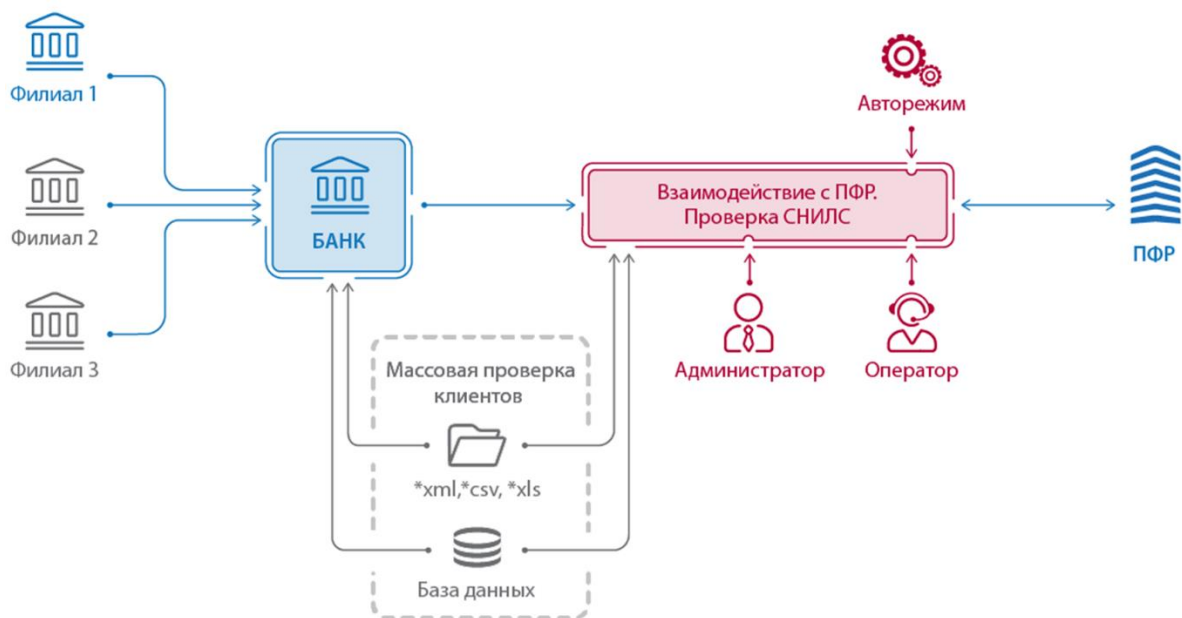 Филиал 1
Филиал 2
Филиал 3
БАНК
Авторежим
Взаимодействие с ПФР.
Проверка СНИЛС
ПФР
Администратор
Оператор
Массовая проверка
клиентов
*xml,*csv, *xls
База данных